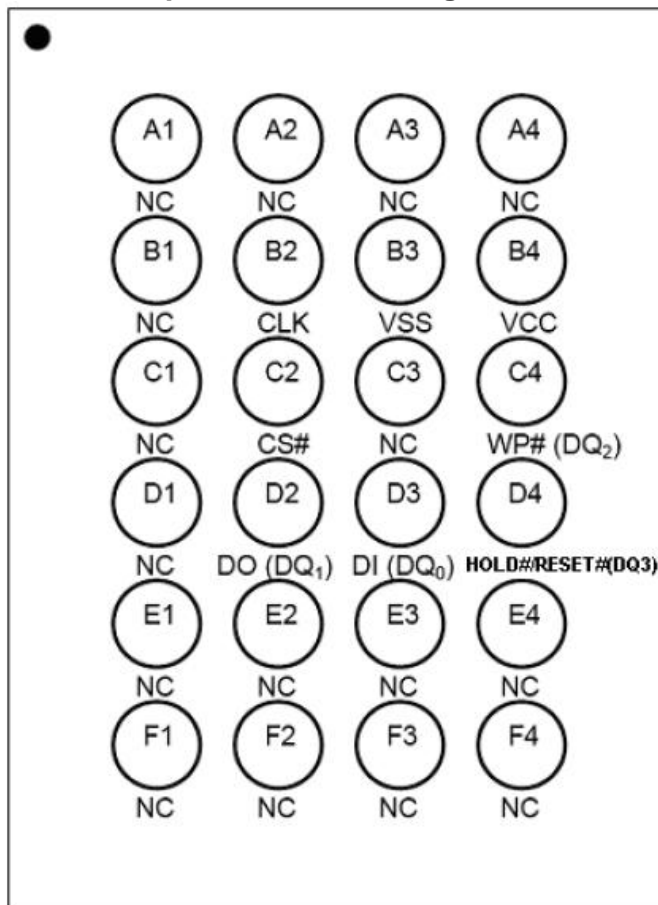 A1 A2 A3 A4
NC NC NC NC
B1 B2 B3 B4
NC CLK VSS VCC
C1 C2 C3 C4
NC CS# NC WP# (DQ₂)
D1 D2 D3 D4
NC DO (DQ₁) DI (DQ₀) HOLD#/RESET#(DQ3)
E1 E2 E3 E4
NC NC NC NC
F1 F2 F3 F4
NC NC NC NC